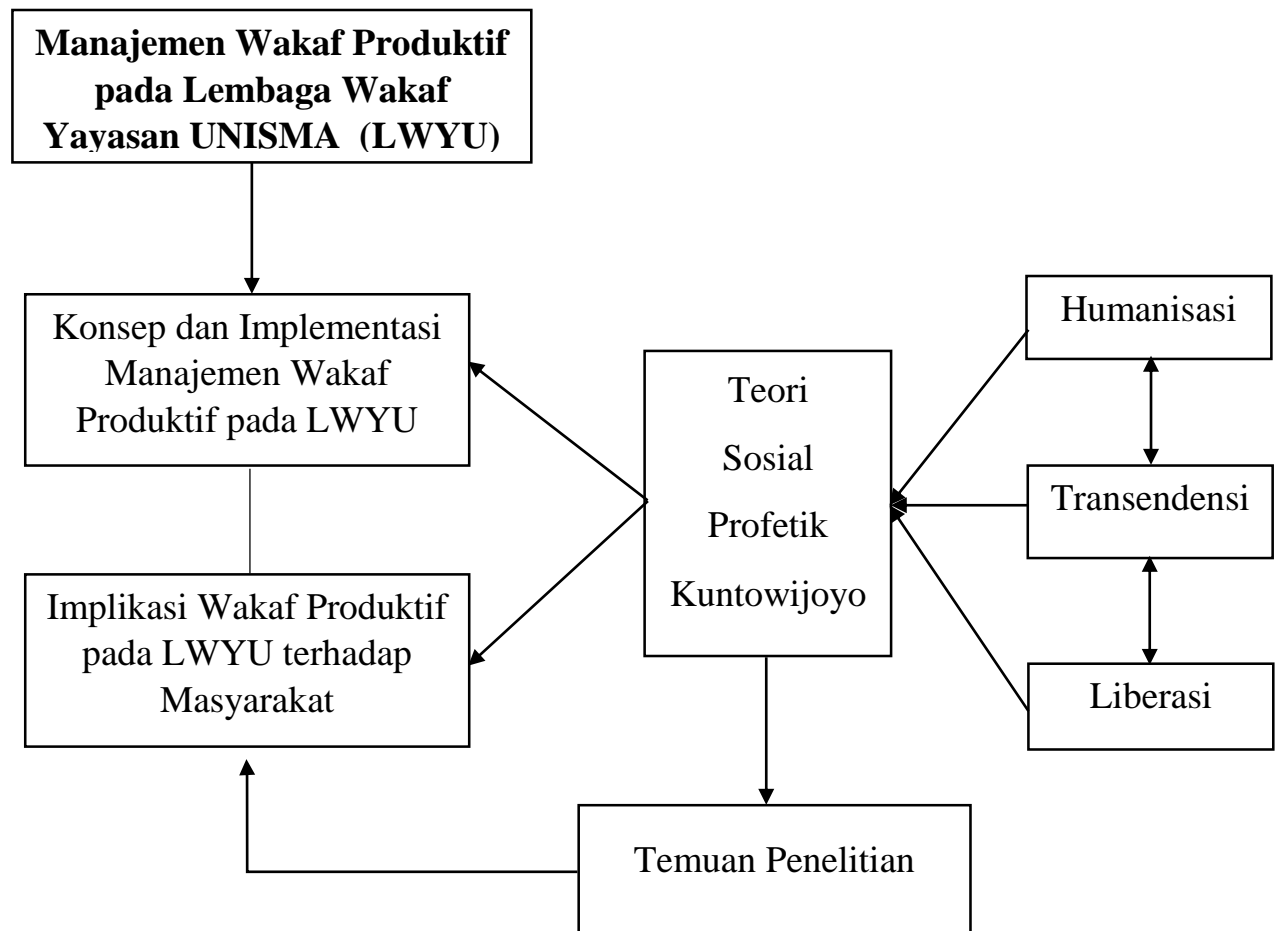 Manajemen Wakaf Produktif
pada Lembaga Wakaf
Yayasan UNISMA (LWYU)
Konsep dan Implementasi
Manajemen Wakaf
Produktif pada LWYU
Implikasi Wakaf Produktif
pada LWYU terhadap
Masyarakat
Teori
Sosial
Profetik
Kuntowijoyo
Humanisasi
Transendensi
Liberasi
Temuan Penelitian